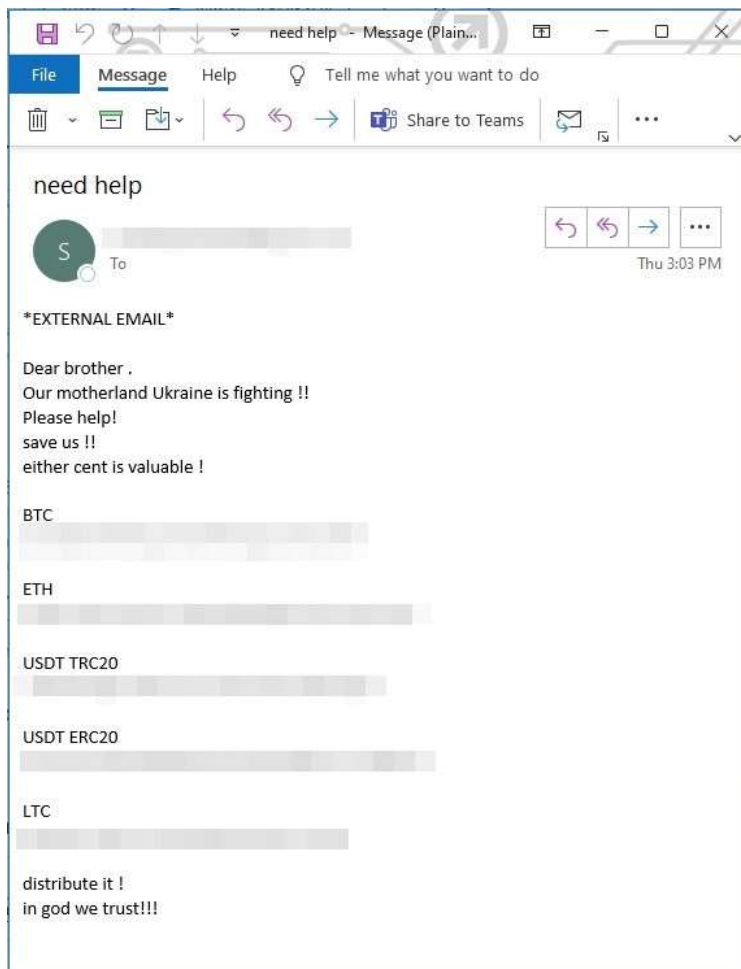 need help - Message (Plain...
File Message Help Tell me what you want to do
Share to Teams
need help
S
To
Thu 3:03 PM
*EXTERNAL EMAIL*
Dear brother .
Our motherland Ukraine is fighting !!
Please help!
save us !!
either cent is valuable !
BTC
ETH
USDT TRC20
USDT ERC20
LTC
distribute it !
in god we trust!!!